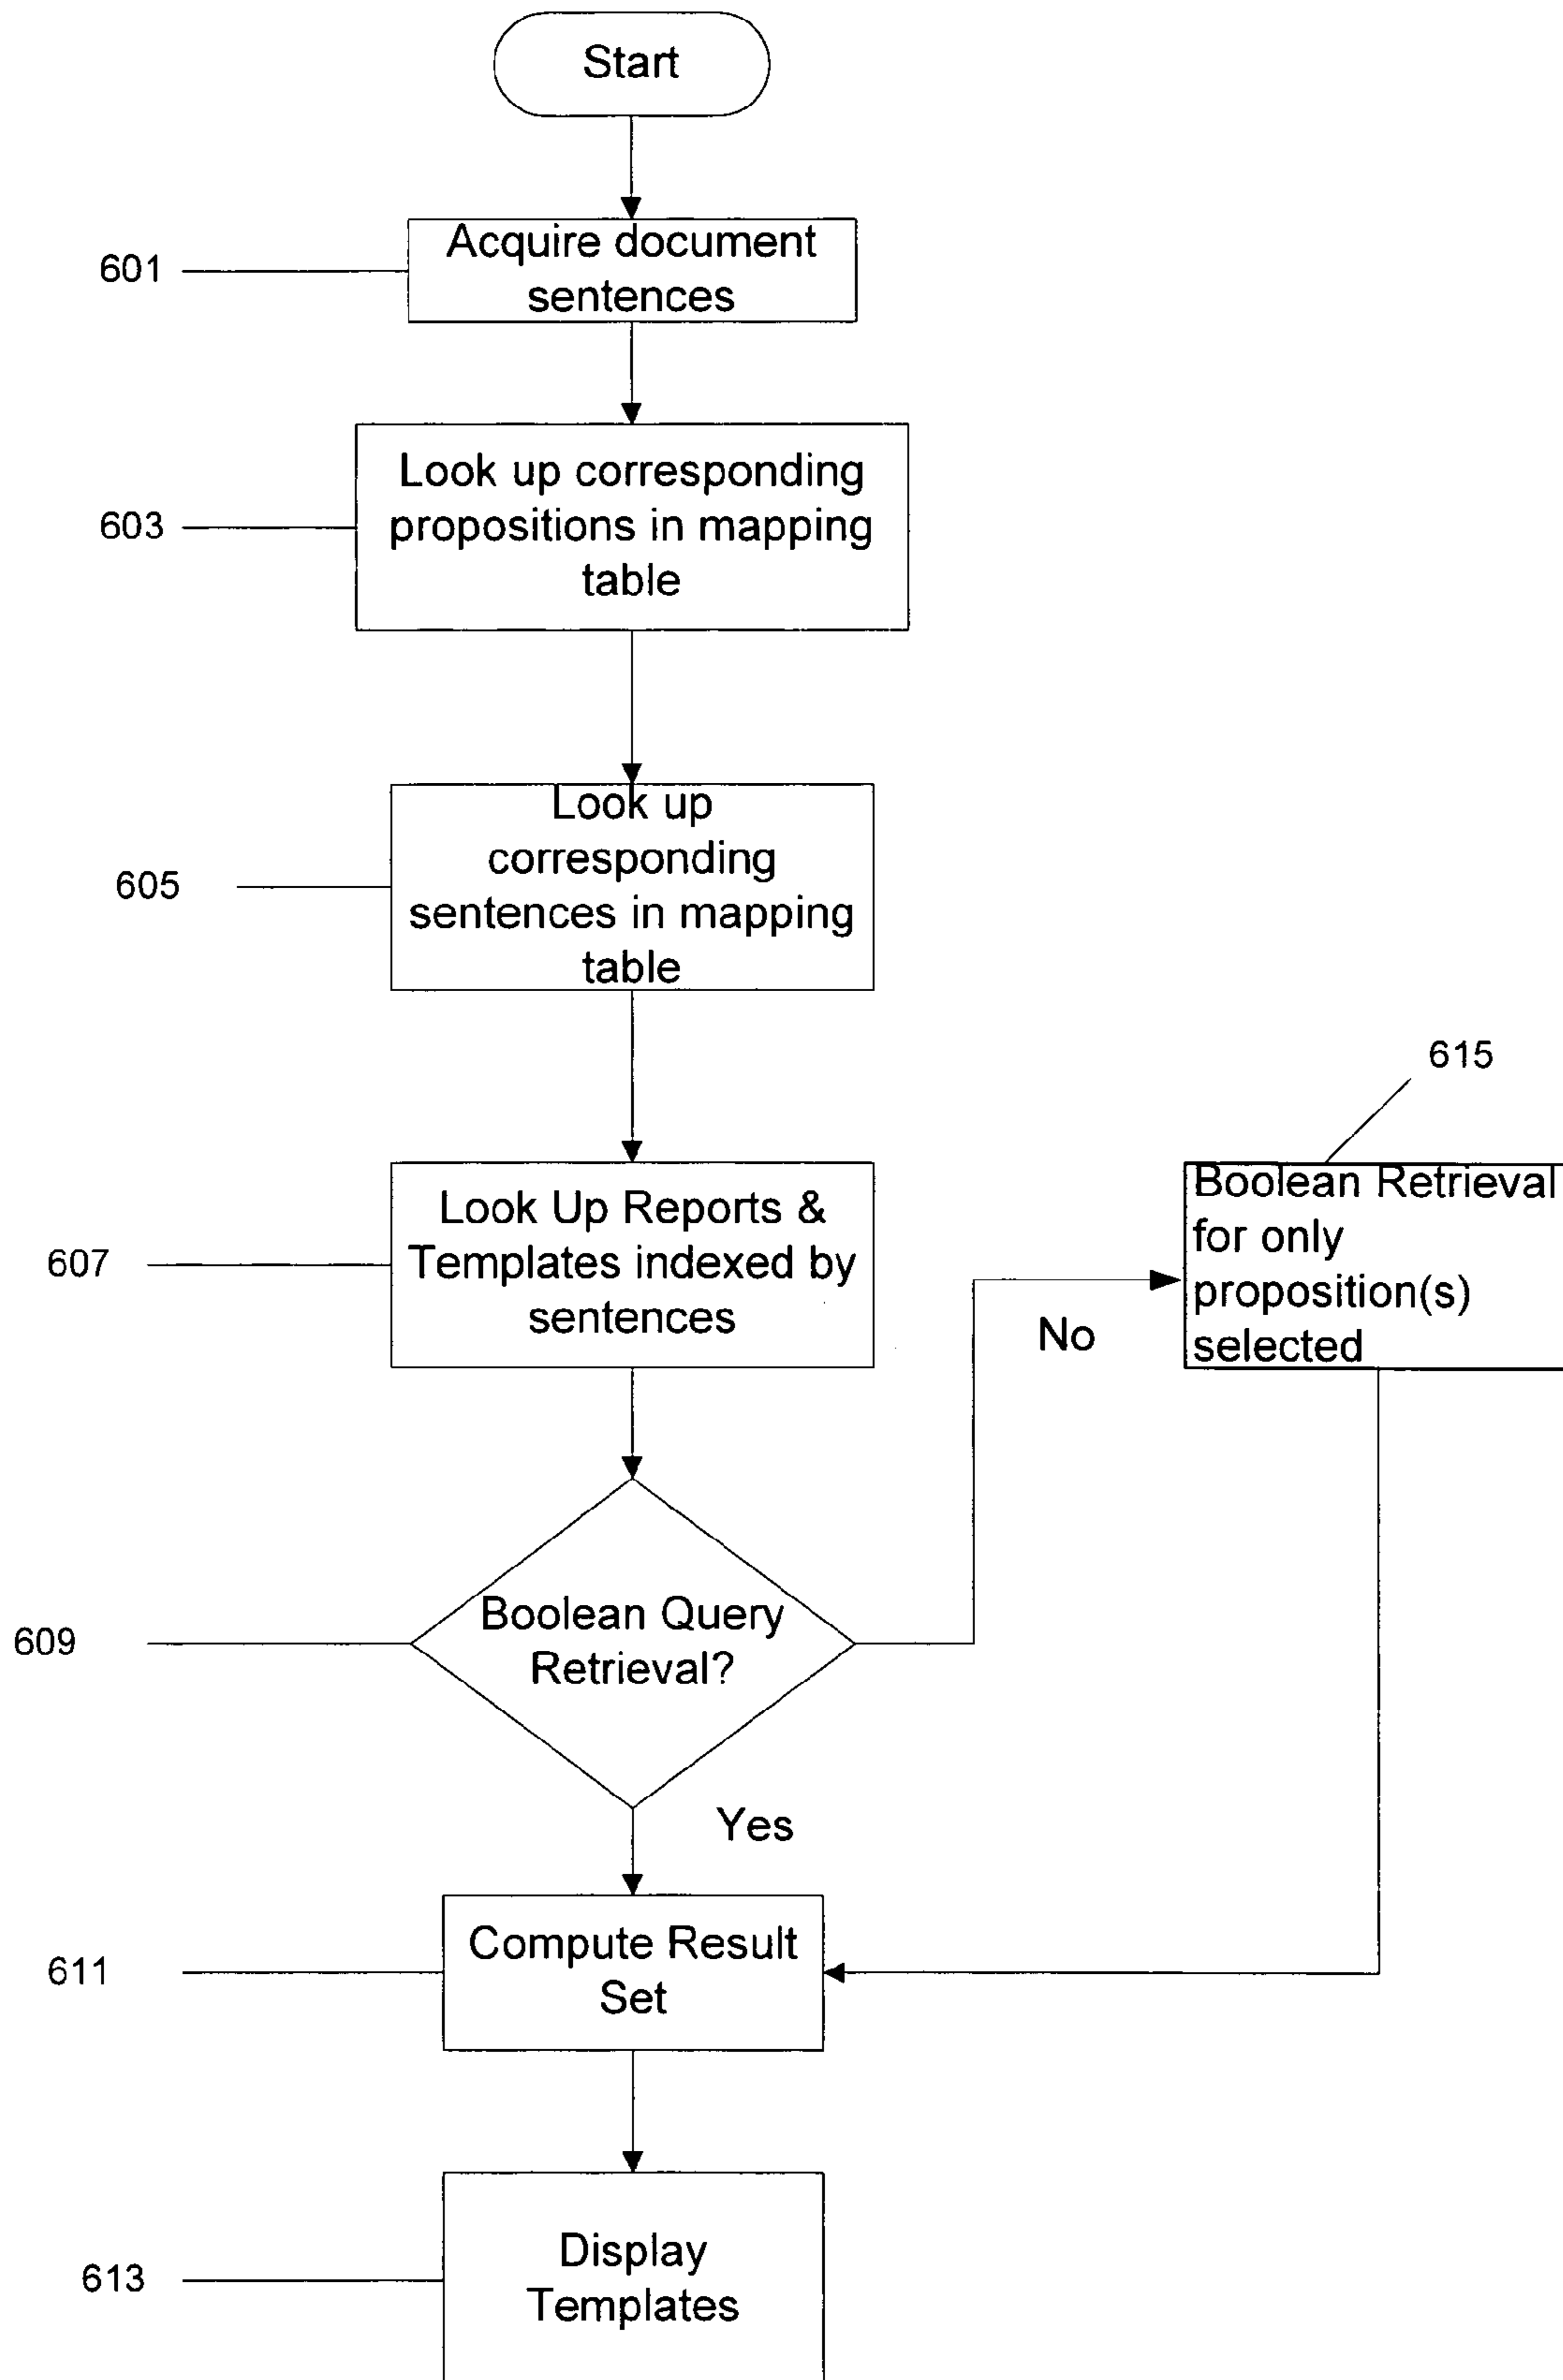 Start
601
Acquire document
sentences
603
Look up corresponding
propositions in mapping
table
605
Look up
corresponding
sentences in mapping
table
607
Look Up Reports &
Templates indexed by
sentences
615
Boolean Retrieval
for only
proposition(s)
selected
No
609
Boolean Query
Retrieval?
Yes
611
Compute Result
Set
613
Display
Templates